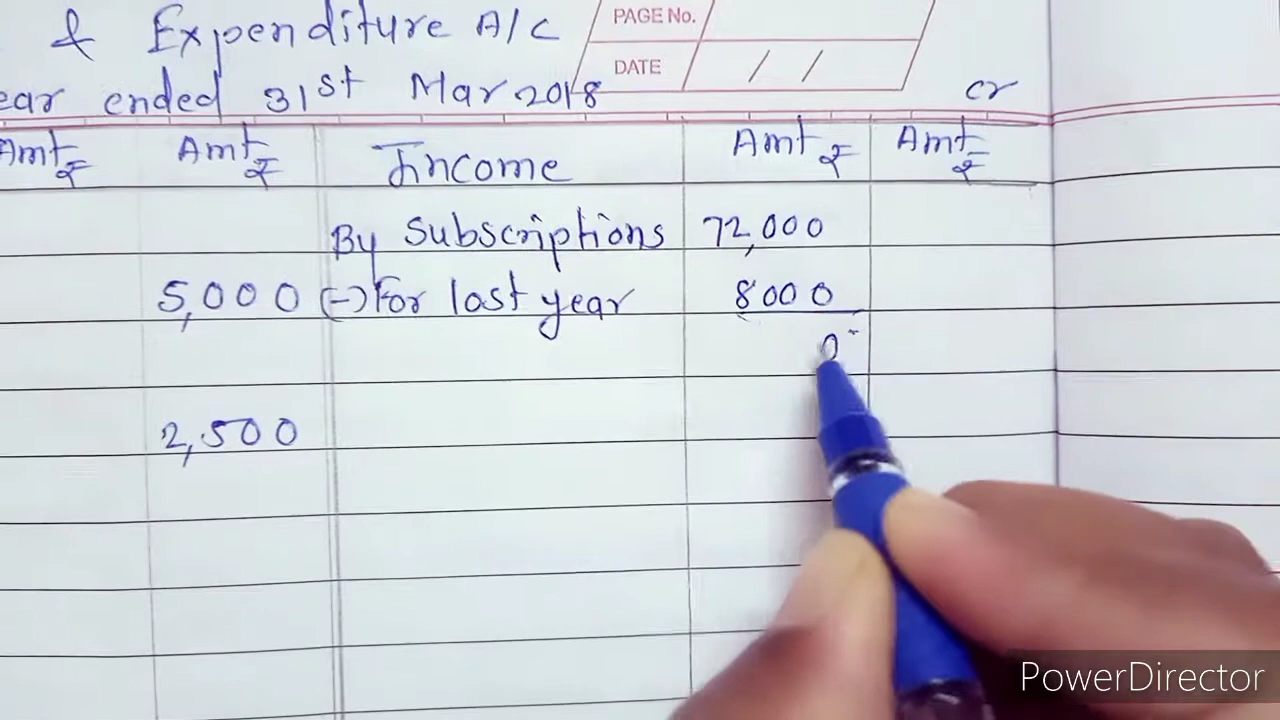 PAGE No.
& Expenditure A/C
DATE / /
ear ended 31st Mar 2018 cr
Amt ₹ Amt ₹ Income Amt ₹ Amt ₹
By Subscriptions 72,000
5,000 (-) For last year 8000
0
2,500
PowerDirector